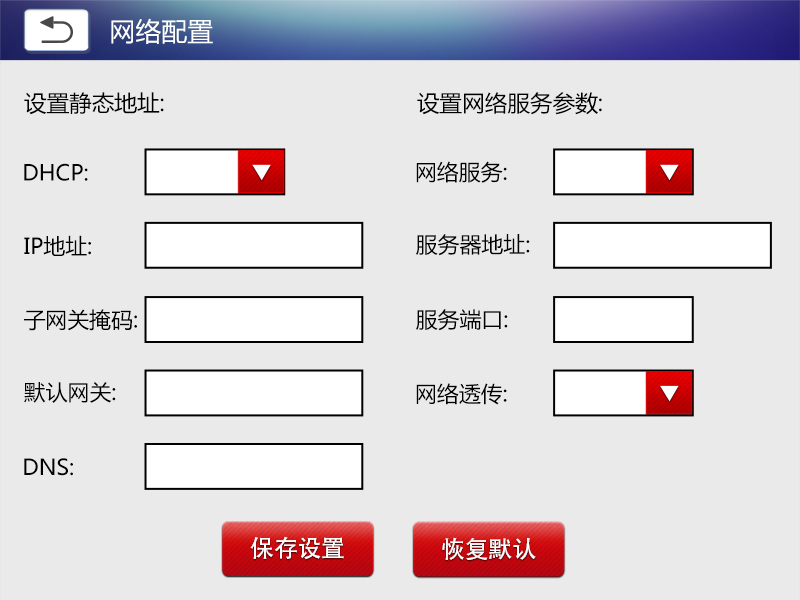 网络配置
设置静态地址:
DHCP:
IP地址:
子网关掩码:
默认网关:
DNS:
设置网络服务参数:
网络服务:
服务器地址:
服务端口:
网络透传:
保存设置
恢复默认